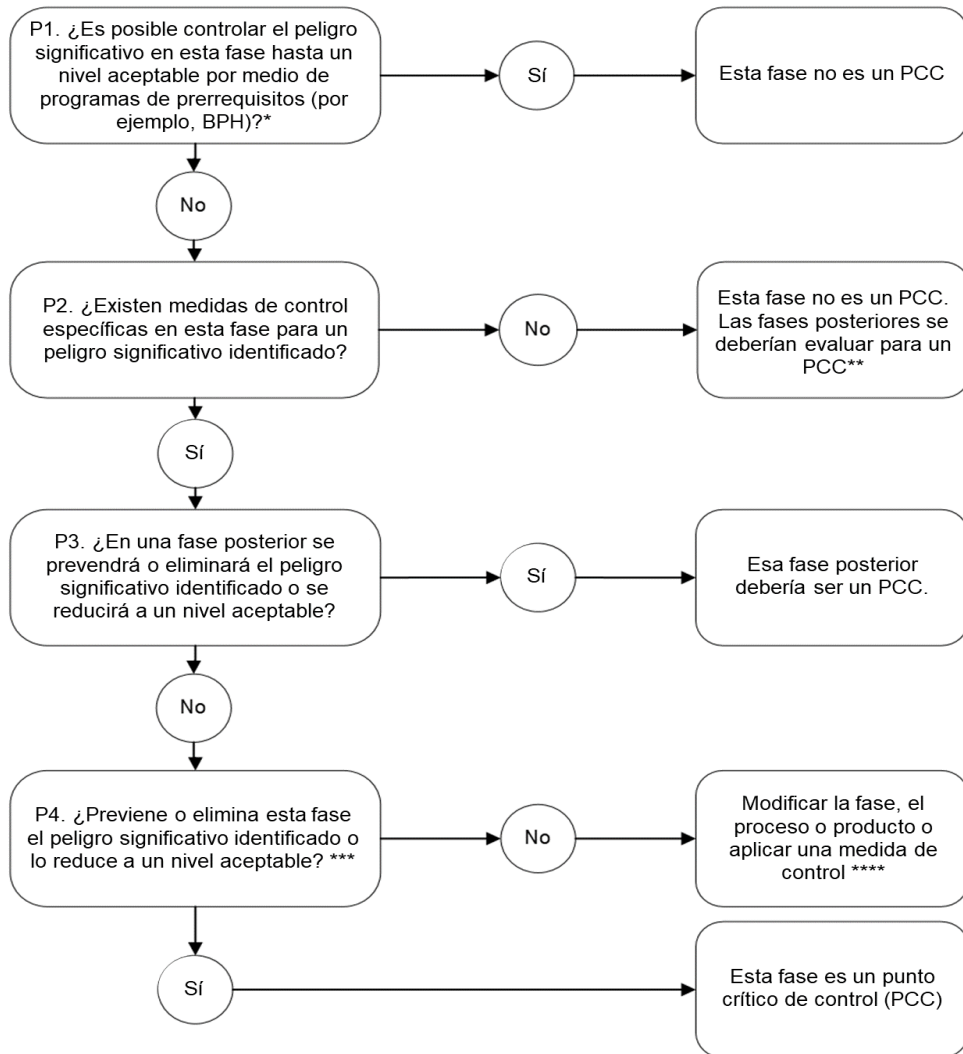 P1. ¿Es posible controlar el peligro
significativo en esta fase hasta un
nivel aceptable por medio de
programas de prerrequisitos (por
ejemplo, BPH)?*
Sí
Esta fase no es un PCC
No
P2. ¿Existen medidas de control
específicas en esta fase para un
peligro significativo identificado?
No
Esta fase no es un PCC.
Las fases posteriores se
deberían evaluar para un
PCC**
Sí
P3. ¿En una fase posterior se
prevendrá o eliminará el peligro
significativo identificado o se
reducirá a un nivel aceptable?
Sí
Esa fase posterior
debería ser un PCC.
No
P4. ¿Previene o elimina esta fase
el peligro significativo identificado o
lo reduce a un nivel aceptable? ***
No
Modificar la fase, el
proceso o producto o
aplicar una medida de
control ****
Sí
Esta fase es un punto
crítico de control (PCC)